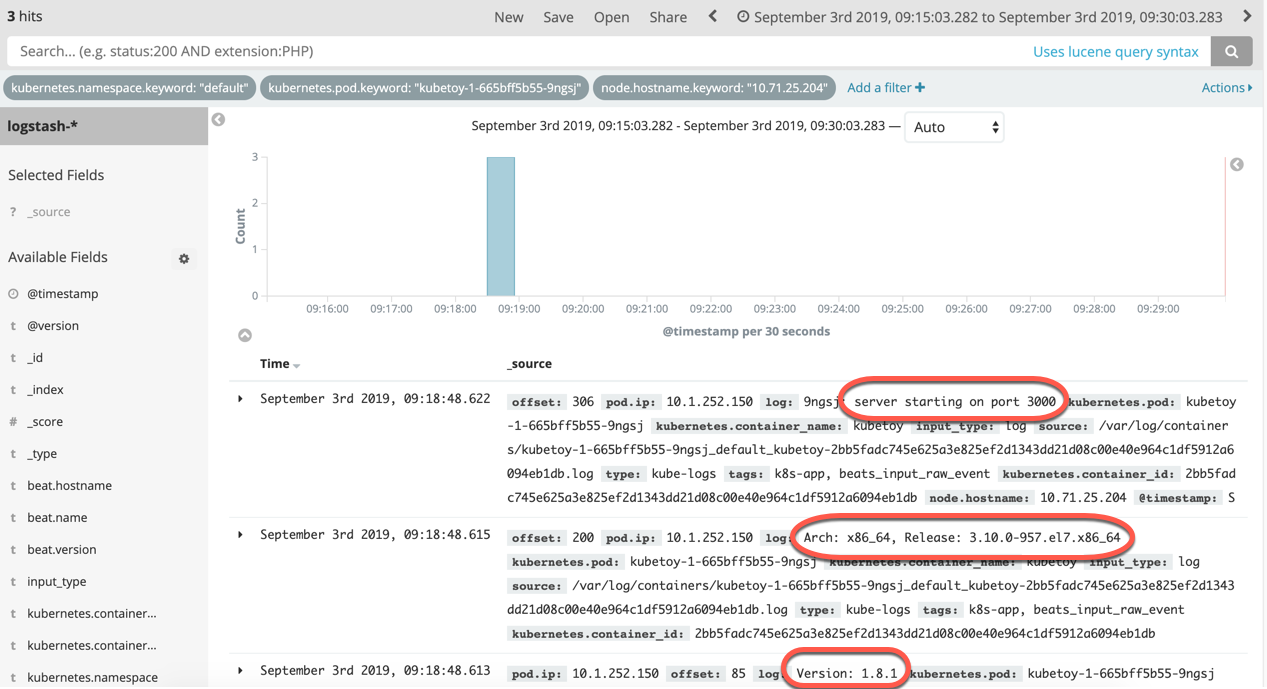 3 hits
New Save Open Share September 3rd 2019, 09:15:03.282 to September 3rd 2019, 09:30:03.283
Search... (e.g. status:200 AND extension:PHP) Uses lucene query syntax
kubernetes.namespace.keyword: "default" kubernetes.pod.keyword: "kubetoy-1-665bff5b55-9ngsj" node.hostname.keyword: "10.71.25.204" Add a filter + Actions
logstash-*
September 3rd 2019, 09:15:03.282 - September 3rd 2019, 09:30:03.283 — Auto
Selected Fields
? _source
Available Fields
@timestamp
t @version
t _id
t _index
# _score
t _type
t beat.hostname
t beat.name
t beat.version
t input_type
t kubernetes.container...
t kubernetes.container...
t kubernetes.namespace
Count
3
2
1
0
09:16:00 09:17:00 09:18:00 09:19:00 09:20:00 09:21:00 09:22:00 09:23:00 09:24:00 09:25:00 09:26:00 09:27:00 09:28:00 09:29:00
@timestamp per 30 seconds
Time _source
September 3rd 2019, 09:18:48.622 offset: 306 pod.ip: 10.1.252.150 log: 9ngsj: server starting on port 3000 kubernetes.pod: kubetoy
-1-665bff5b55-9ngsj kubernetes.container_name: kubetoy input_type: log source: /var/log/container
s/kubetoy-1-665bff5b55-9ngsj_default_kubetoy-2bb5fadc745e625a3e825ef2d1343dd21d08c00e40e964c1df5912a6
094eb1db.log type: kube-logs tags: k8s-app, beats_input_raw_event kubernetes.container_id: 2bb5fad
c745e625a3e825ef2d1343dd21d08c00e40e964c1df5912a6094eb1db node.hostname: 10.71.25.204 @timestamp: S
September 3rd 2019, 09:18:48.615 offset: 200 pod.ip: 10.1.252.150 log: Arch: x86_64, Release: 3.10.0-957.el7.x86_64
kubernetes.pod: kubetoy-1-665bff5b55-9ngsj kubernetes.container_name: kubetoy input_type: log
source: /var/log/containers/kubetoy-1-665bff5b55-9ngsj_default_kubetoy-2bb5fadc745e625a3e825ef2d1343
dd21d08c00e40e964c1df5912a6094eb1db.log type: kube-logs tags: k8s-app, beats_input_raw_event
kubernetes.container_id: 2bb5fadc745e625a3e825ef2d1343dd21d08c00e40e964c1df5912a6094eb1db
September 3rd 2019, 09:18:48.613 pod.ip: 10.1.252.150 offset: 85 log: Version: 1.8.1 kubernetes.pod: kubetoy-1-665bff5b55-9ngsj